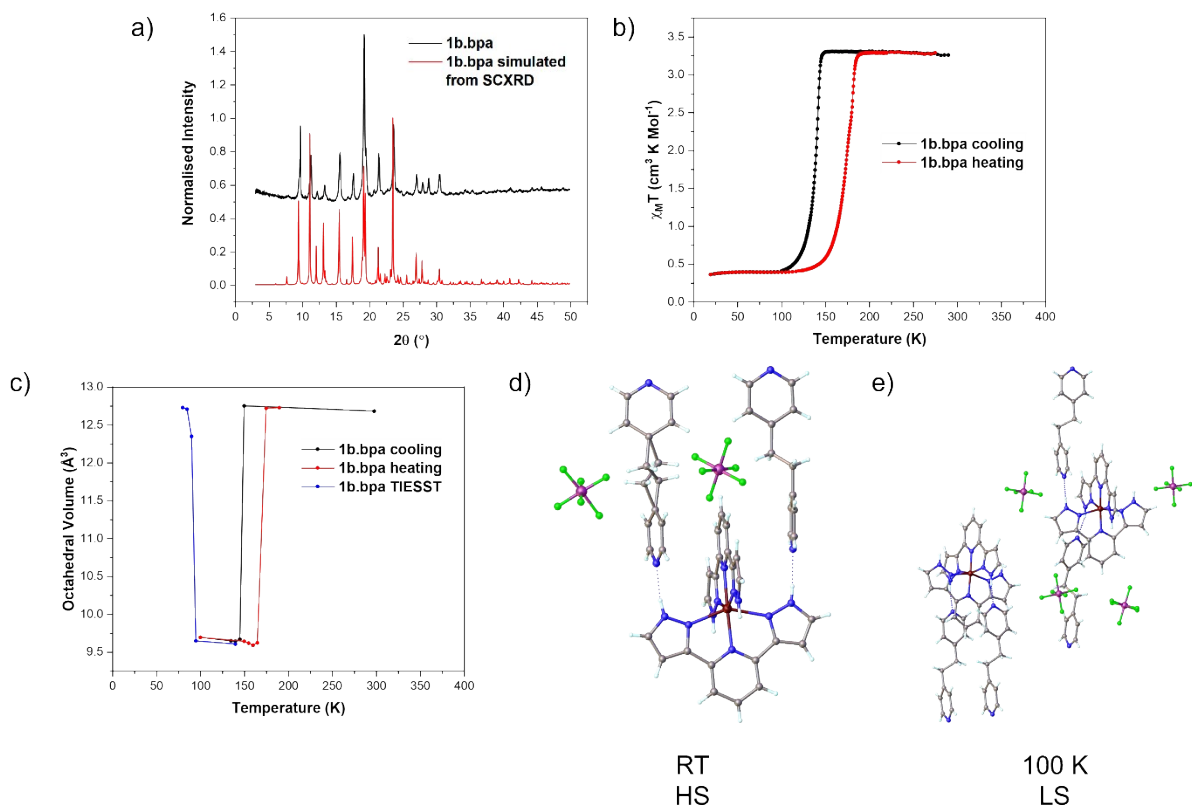 a)
1.6
1.4
1.2
1.0
0.8
0.6
0.4
0.2
0.0
Normalised Intensity
1b.bpa
1b.bpa simulated
from SCXRD
0 5 10 15 20 25 30 35 40 45 50
2θ (°)
b)
3.5
3.0
2.5
2.0
1.5
1.0
0.5
0.0
χMT (cm³ K Mol⁻¹)
1b.bpa cooling
1b.bpa heating
0 50 100 150 200 250 300 350 400
Temperature (K)
c)
13.0
12.5
12.0
11.5
11.0
10.5
10.0
9.5
Octahedral Volume (Å³)
1b.bpa cooling
1b.bpa heating
1b.bpa TIESST
0 50 100 150 200 250 300 350 400
Temperature (K)
d)
RT
HS
e)
100 K
LS